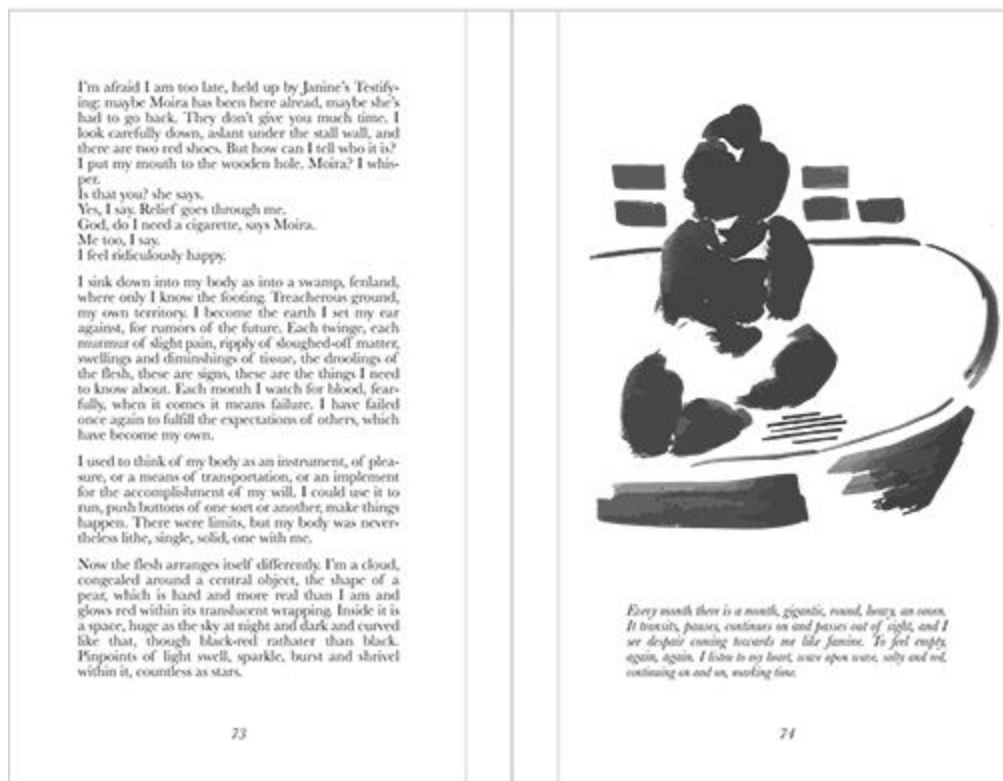 I'm afraid I am too late, held up by Janine's Testify-
ing: maybe Moira has been here alread, maybe she's
had to go back. They don't give you much time. I
look carefully down, aslant under the stall wall, and
there are two red shoes. But how can I tell who it is?
I put my mouth to the wooden hole. Moira? I whis-
per.
Is that you? she says.
Yes, I say. Relief goes through me.
God, do I need a cigarette, says Moira.
Me too, I say.
I feel ridiculously happy.
I sink down into my body as into a swamp, fenland,
where only I know the footing. Treacherous ground,
my own territory. I become the earth I set my ear
against, for rumors of the future. Each twinge, each
murmur of slight pain, ripply of sloughed-off matter,
swellings and diminshings of tissue, the droolings of
the flesh, these are signs, these are the things I need
to know about. Each month I watch for blood, fear-
fully, when it comes it means failure. I have failed
once again to fulfill the expectations of others, which
have become my own.
I used to think of my body as an instrument, of plea-
sure, or a means of transportation, or an implement
for the accomplishment of my will. I could use it to
run, push buttons of one sort or another, make things
happen. There were limits, but my body was never-
theless lithe, single, solid, one with me.
Now the flesh arranges itself differently. I'm a cloud,
congealed around a central object, the shape of a
pear, which is hard and more real than I am and
glows red within its translucent wrapping. Inside it is
a space, huge as the sky at night and dark and curved
like that, though black-red rathater than black.
Pinpoints of light swell, sparkle, burst and shrivel
within it, countless as stars.
73
Every month there is a month, gigantic, round, heavy, an omen.
It transits, pauses, continues on and passes out of sight, and I
see despair coming towards me like famine. To feel empty,
again, again. I listen to my heart, wave upon wave, salty and red,
continuing on and on, marking time.
74